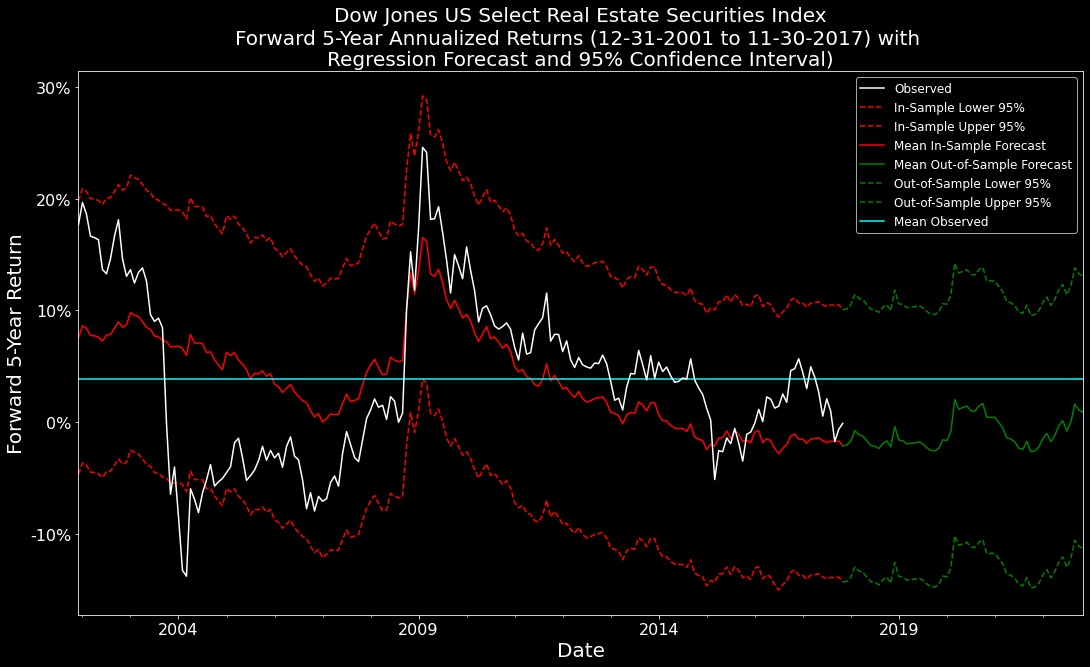 Dow Jones US Select Real Estate Securities Index
Forward 5-Year Annualized Returns (12-31-2001 to 11-30-2017) with
Regression Forecast and 95% Confidence Interval)
Observed
In-Sample Lower 95%
In-Sample Upper 95%
Mean In-Sample Forecast
Mean Out-of-Sample Forecast
Out-of-Sample Lower 95%
Out-of-Sample Upper 95%
Mean Observed
Forward 5-Year Return
30%
20%
10%
0%
-10%
2004
2009
2014
2019
Date